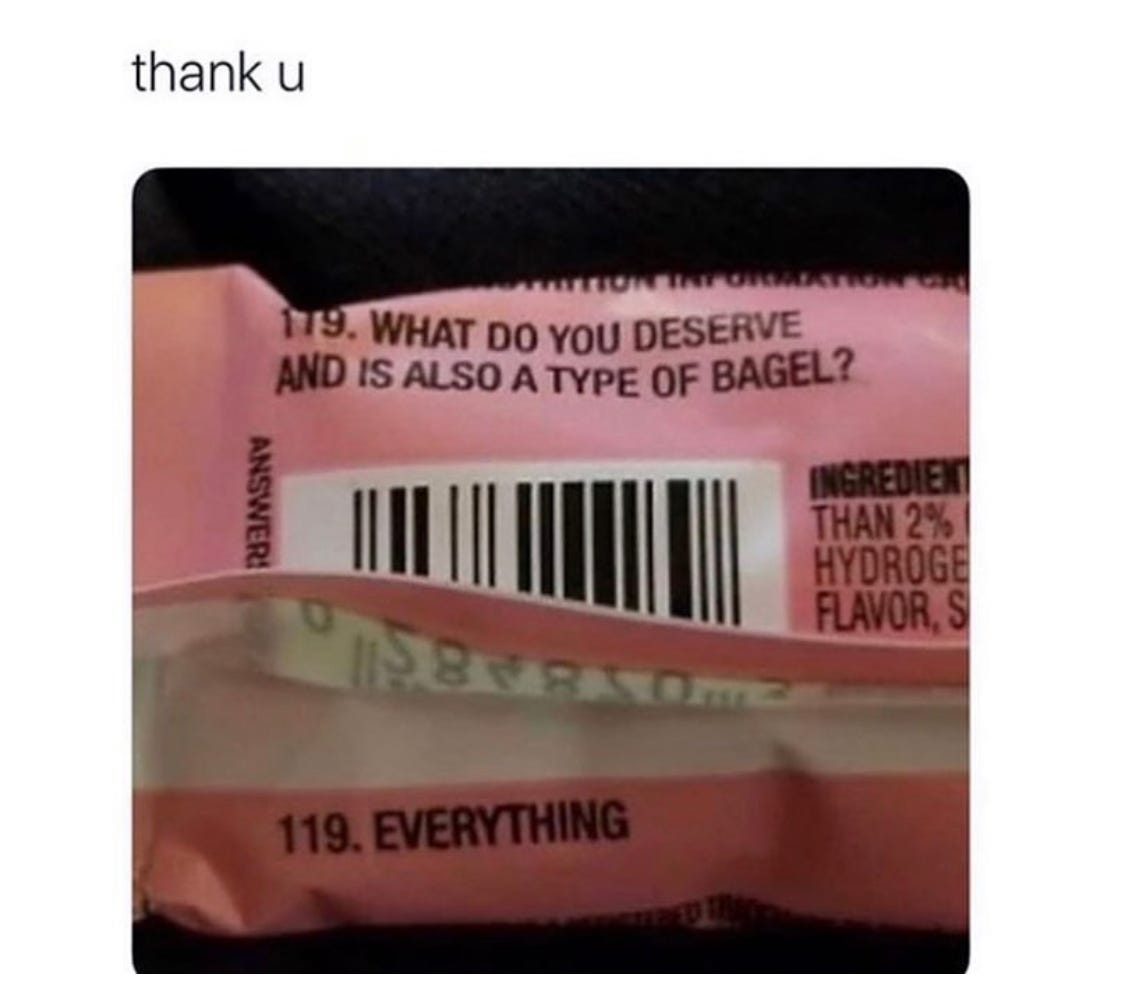 thank u
119. WHAT DO YOU DESERVE
AND IS ALSO A TYPE OF BAGEL?
ANSWER:
INGREDIENT
THAN 2%
HYDROGE
FLAVOR, S
119. EVERYTHING